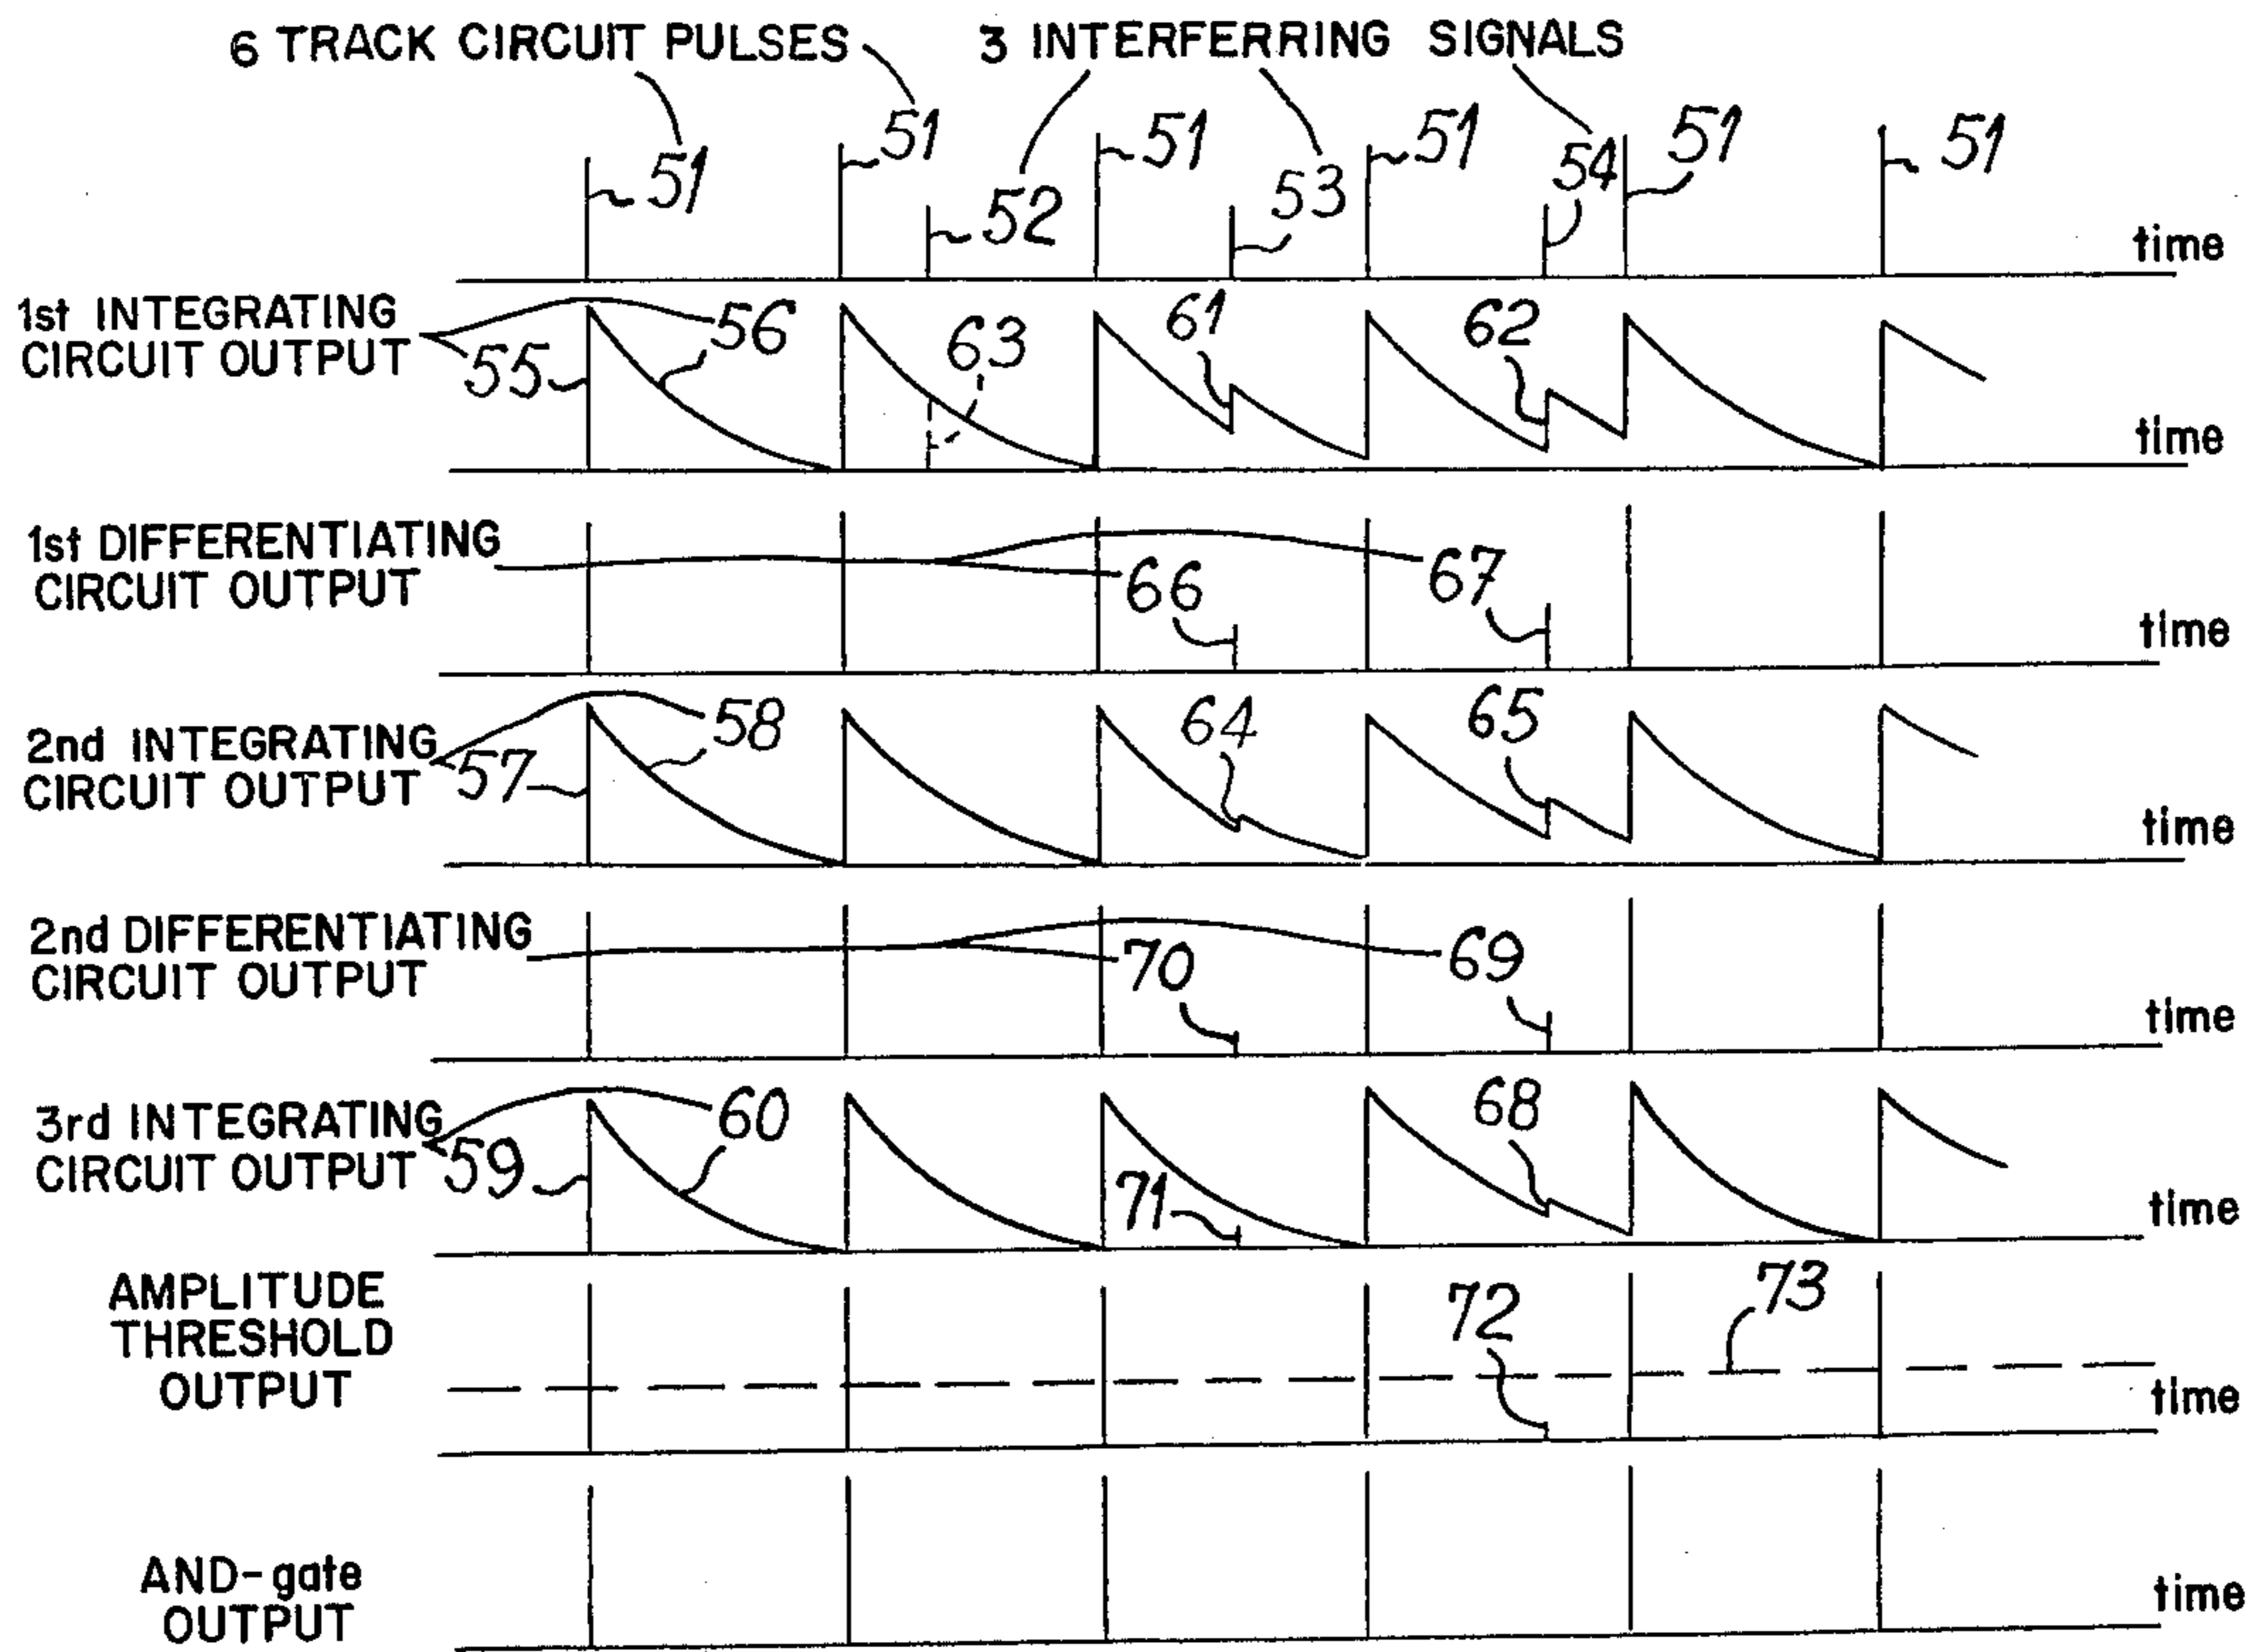 6 TRACK CIRCUIT PULSES 3 INTERFERRING SIGNALS
51 51 51 51 51 51
52 53 54
time
1st INTEGRATING
CIRCUIT OUTPUT
55 56 63 61 62
time
1st DIFFERENTIATING
CIRCUIT OUTPUT
66 67
time
2nd INTEGRATING
CIRCUIT OUTPUT
57 58 64 65
time
2nd DIFFERENTIATING
CIRCUIT OUTPUT
70 69
time
3rd INTEGRATING
CIRCUIT OUTPUT
59 60 71 68
time
AMPLITUDE
THRESHOLD
OUTPUT
72 73
time
AND-gate
OUTPUT
time